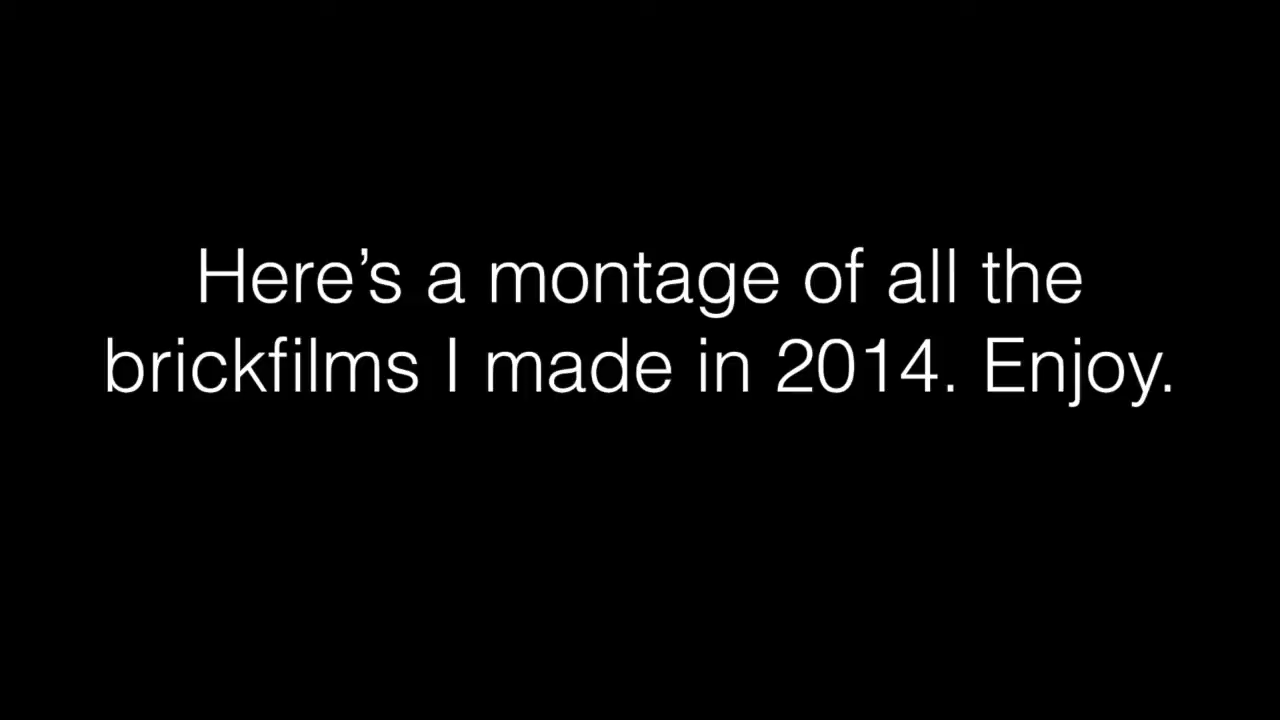 Here’s a montage of all the
brickfilms I made in 2014. Enjoy.